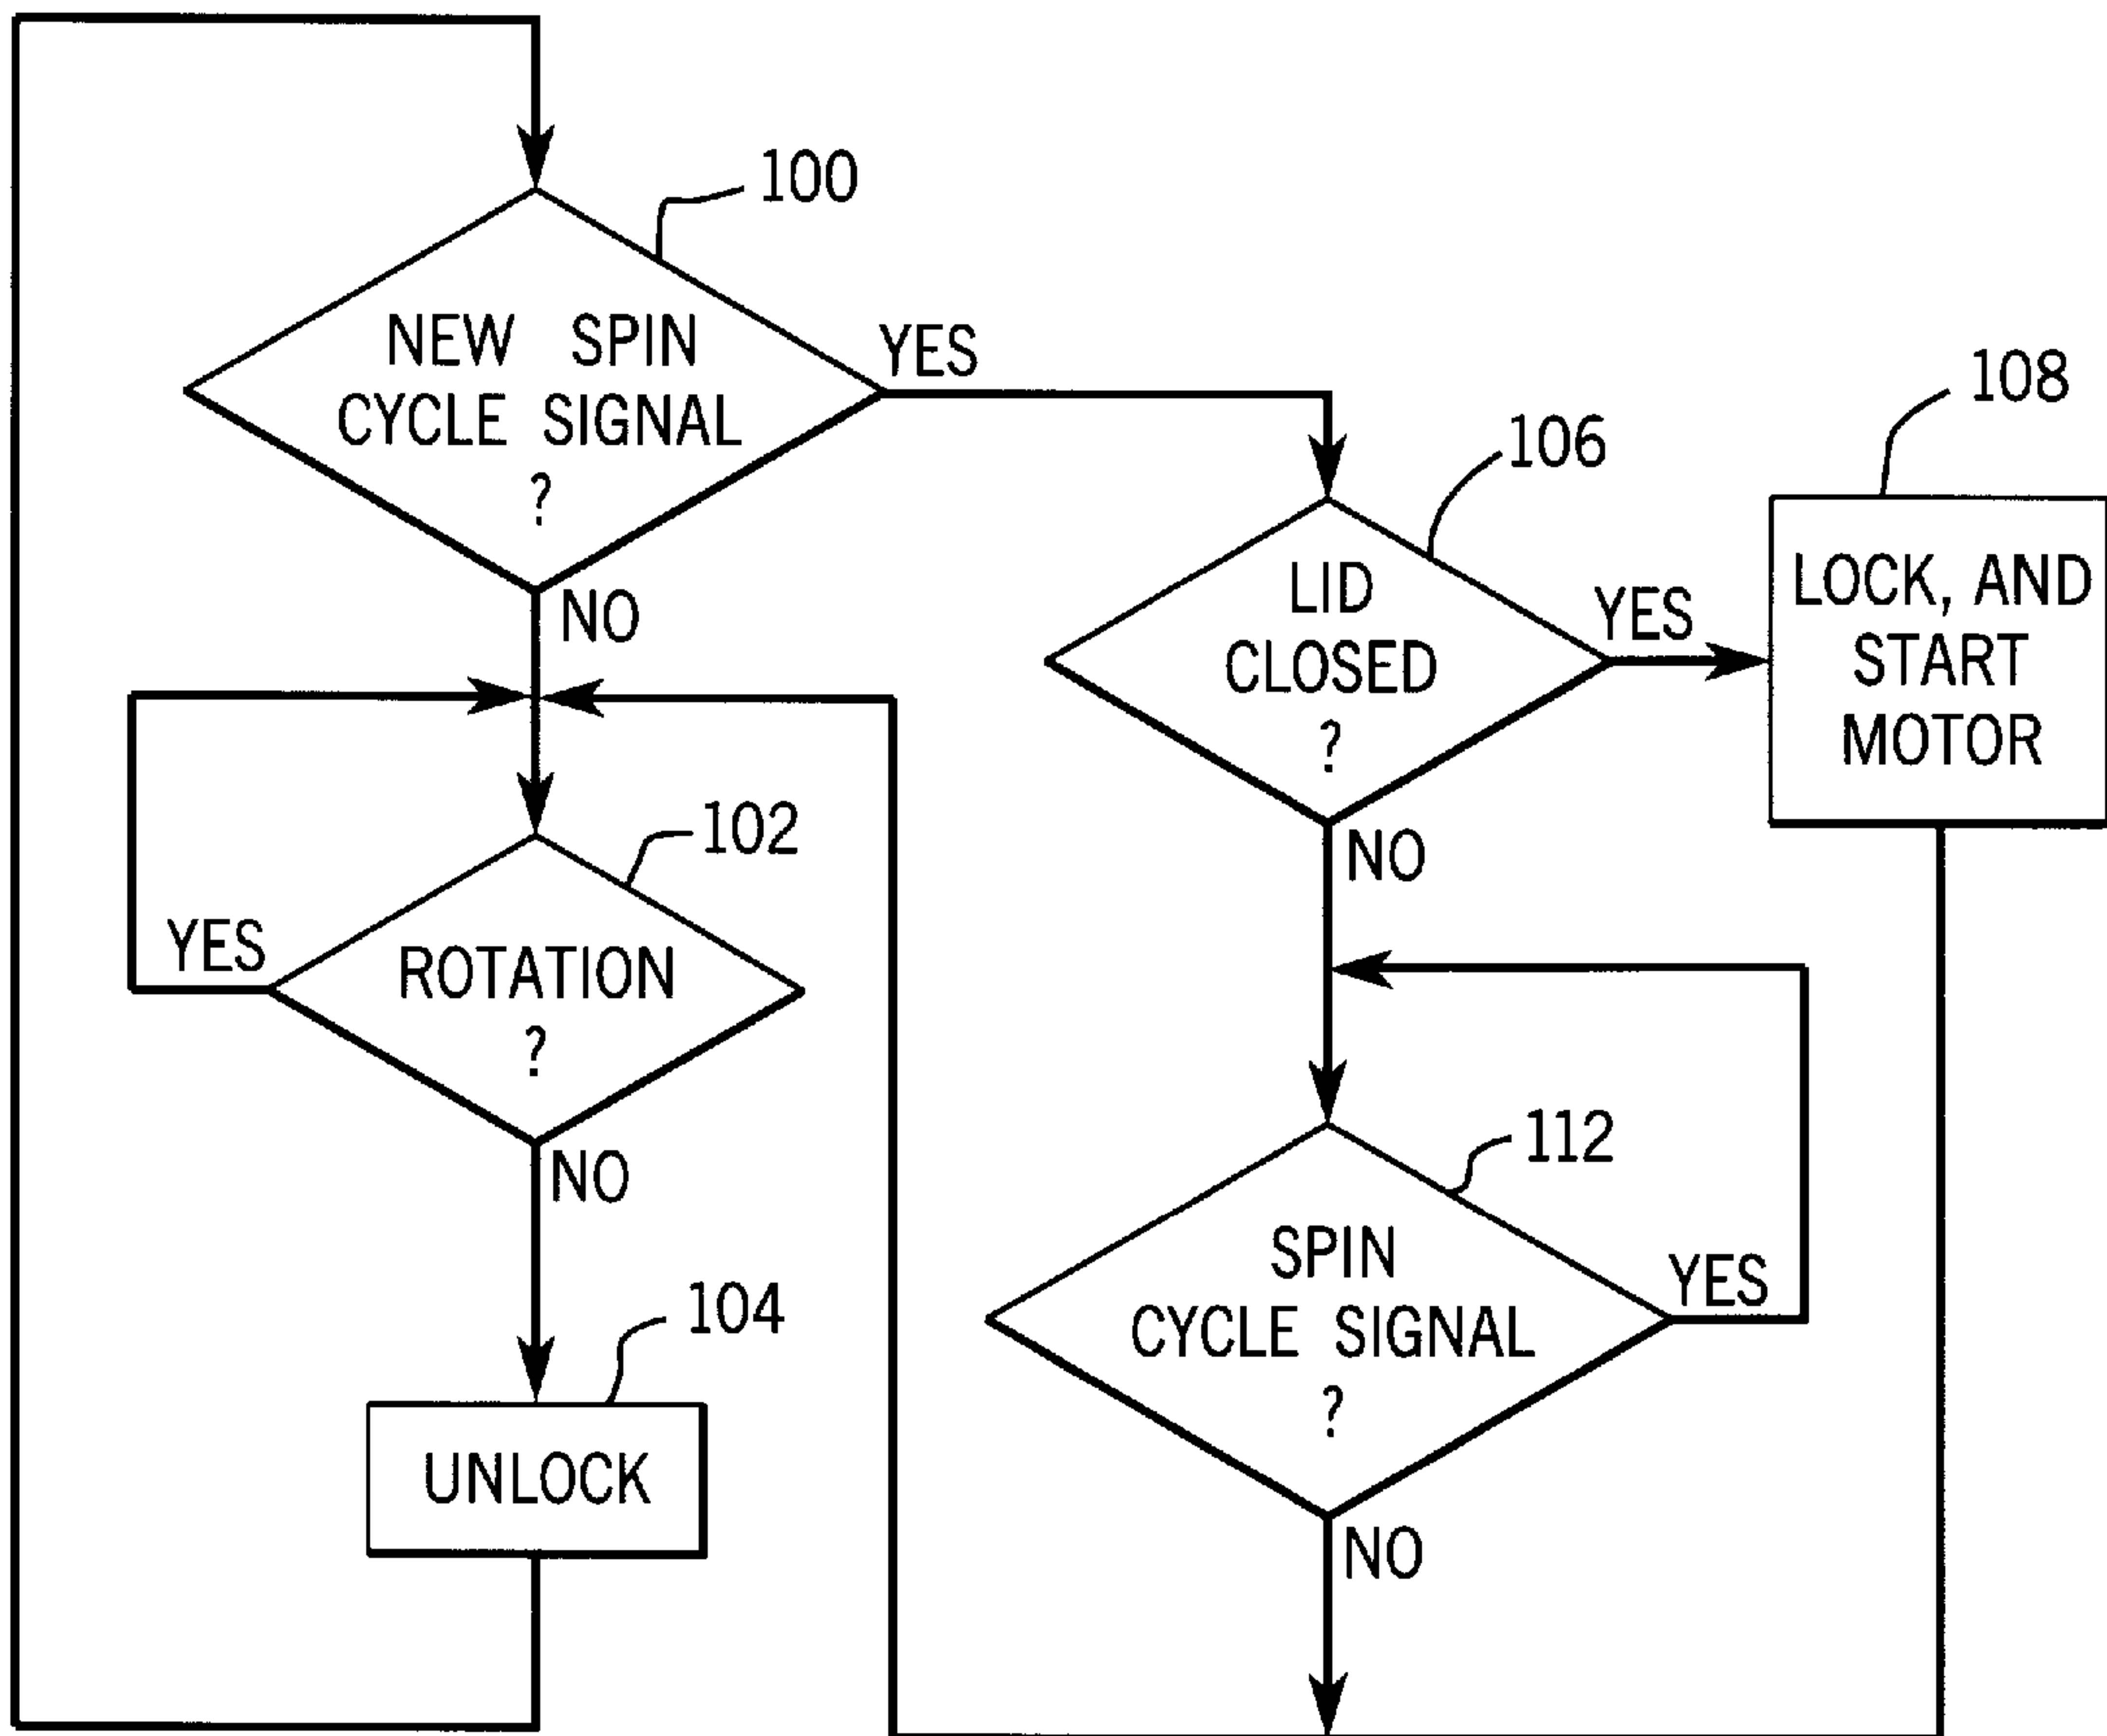 100
NEW SPIN
CYCLE SIGNAL
?
YES
NO
106
LID
CLOSED
?
YES
NO
108
LOCK, AND
START
MOTOR
102
ROTATION
?
YES
NO
104
UNLOCK
112
SPIN
CYCLE SIGNAL
?
YES
NO